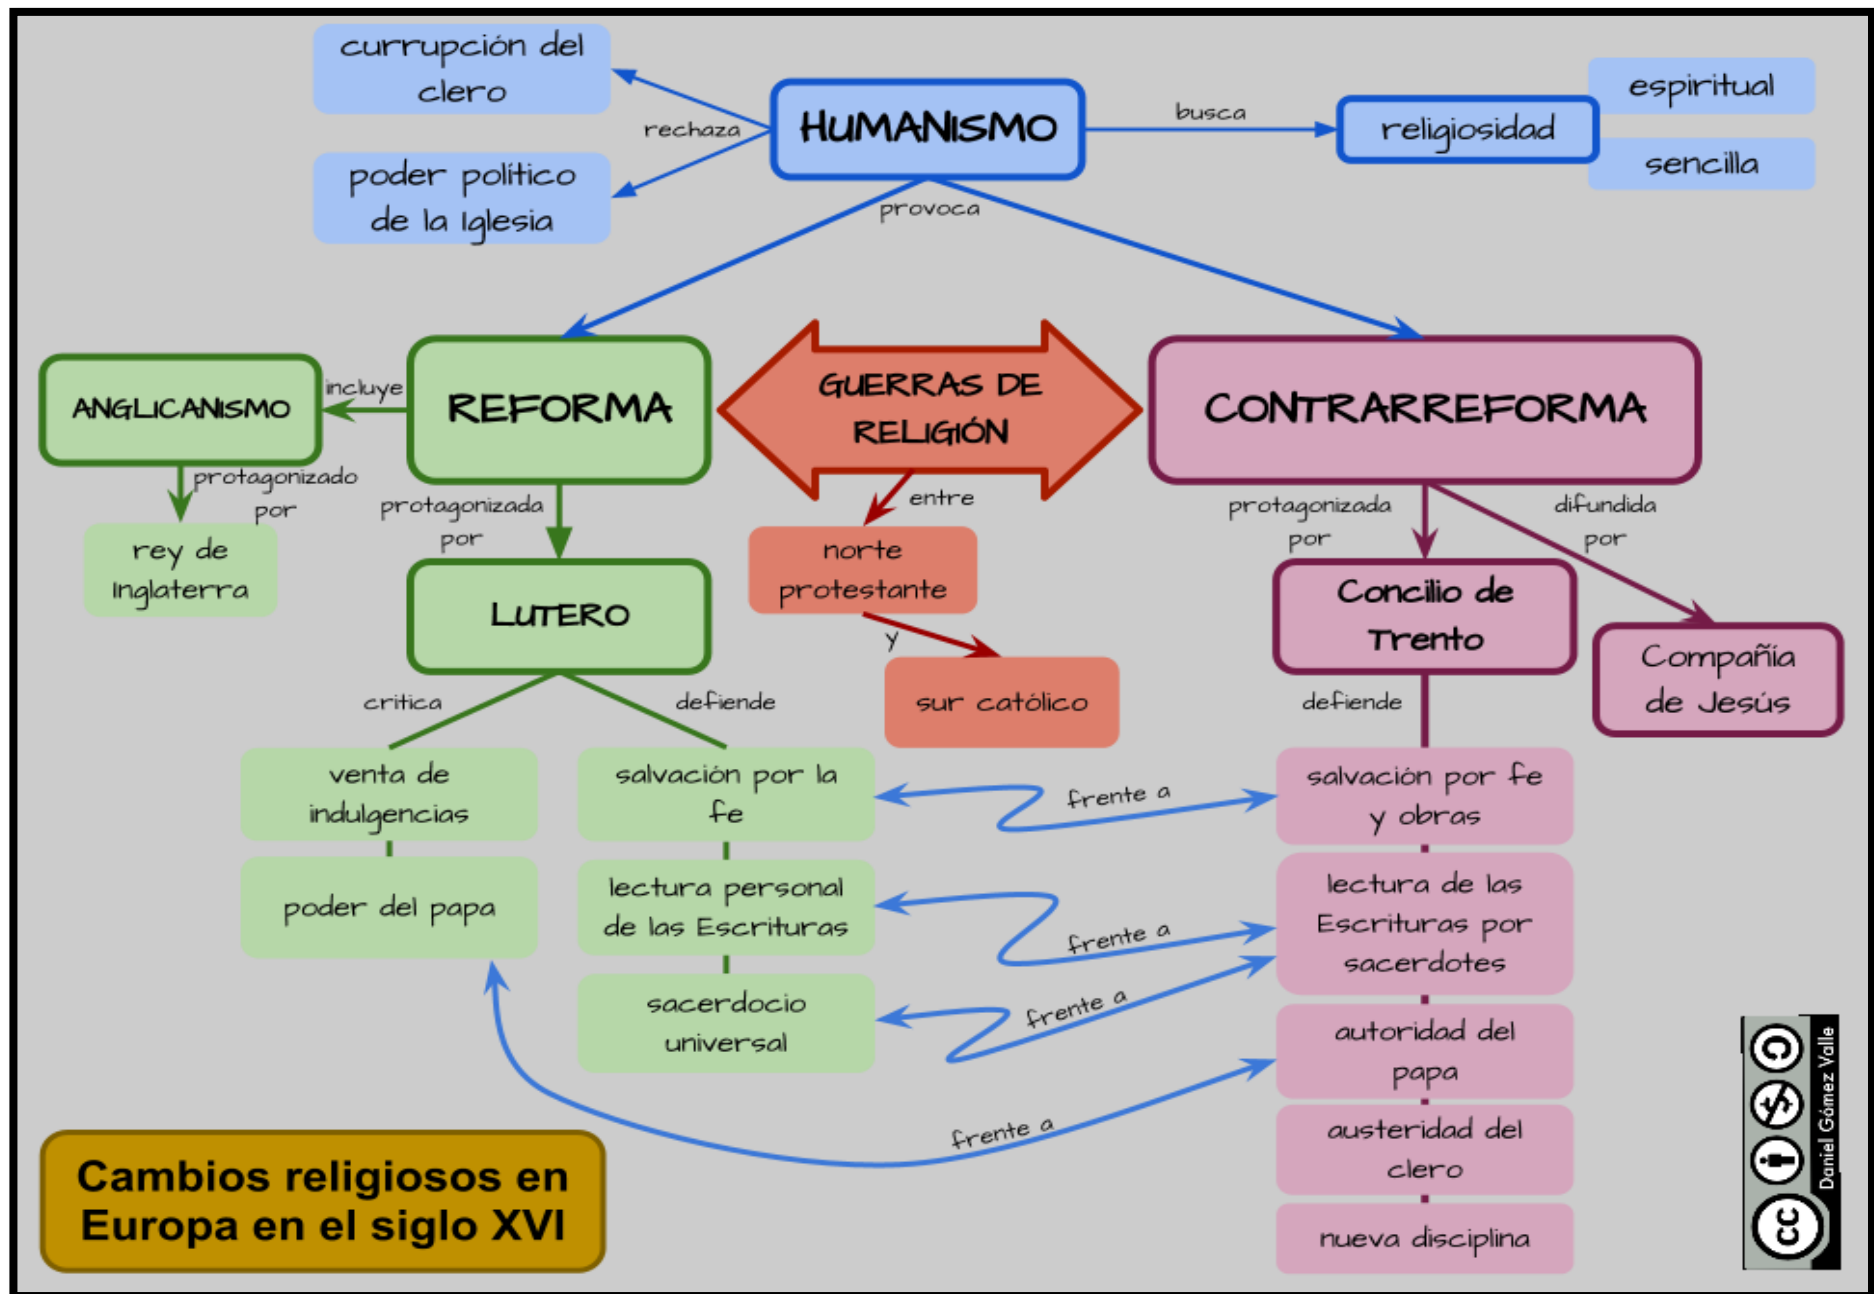 currupción del
clero
rechaza
poder político
de la Iglesia
HUMANISMO
busca
religiosidad
espiritual
sencilla
provoca
ANGLICANISMO
incluye
REFORMA
GUERRAS DE
RELIGIÓN
CONTRARREFORMA
protagonizado
por
rey de
Inglaterra
protagonizada
por
LUTERO
entre
norte
protestante
y
sur católico
protagonizada
por
difundida
por
Concilio de
Trento
Compañía
de Jesús
critica
defiende
defiende
venta de
indulgencias
poder del papa
salvación por la
fe
lectura personal
de las Escrituras
sacerdocio
universal
frente a
frente a
frente a
frente a
salvación por fe
y obras
lectura de las
Escrituras por
sacerdotes
autoridad del
papa
austeridad del
clero
nueva disciplina
Cambios religiosos en
Europa en el siglo XVI
cc
Daniel Gómez Valle